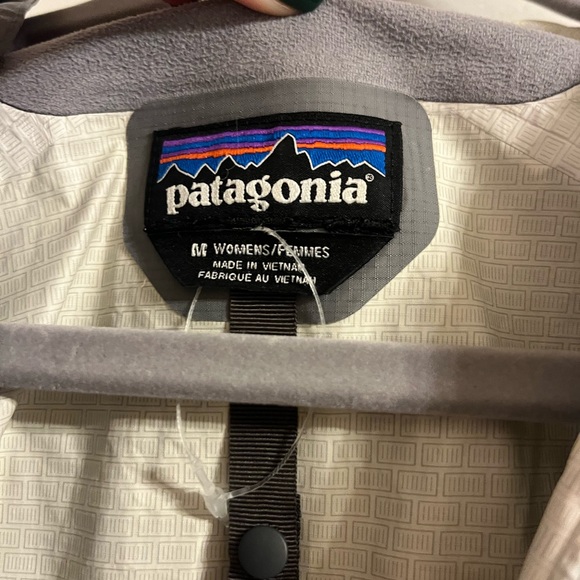 patagonia®
M WOMENS/FEMMES
MADE IN VIETNAM
FABRIQUE AU VIETNAM